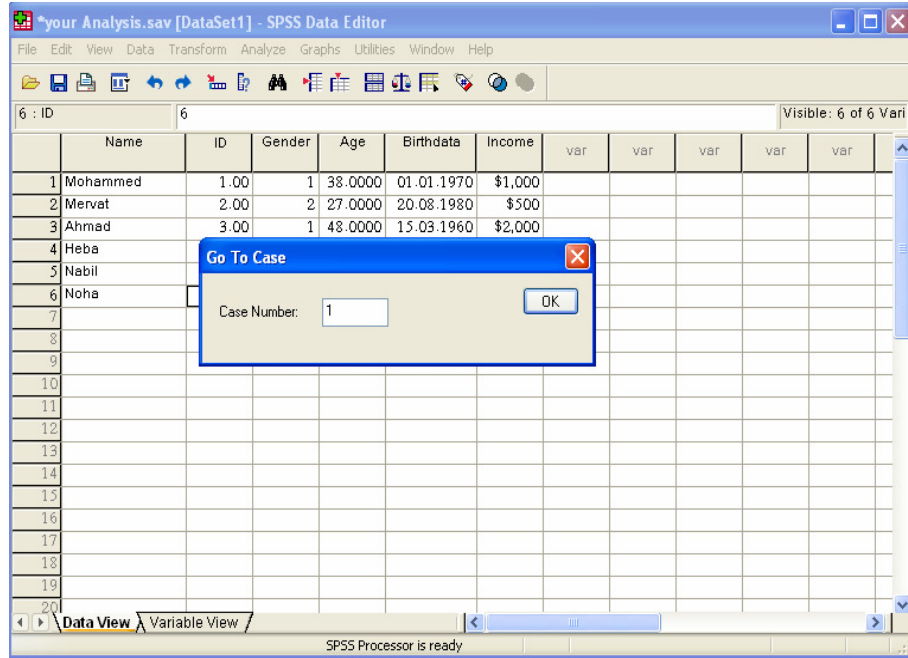 *your Analysis.sav [DataSet1] - SPSS Data Editor
File Edit View Data Transform Analyze Graphs Utilities Window Help
6 : ID 6 Visible: 6 of 6 Vari
Name ID Gender Age Birthdata Income var var var var var
1 Mohammed 1.00 1 38.0000 01.01.1970 $1,000
2 Mervat 2.00 2 27.0000 20.08.1980 $500
3 Ahmad 3.00 1 48.0000 15.03.1960 $2,000
4 Heba
5 Nabil
6 Noha
Go To Case
Case Number: 1 OK
7
8
9
10
11
12
13
14
15
16
17
18
19
20
Data View Variable View
SPSS Processor is ready